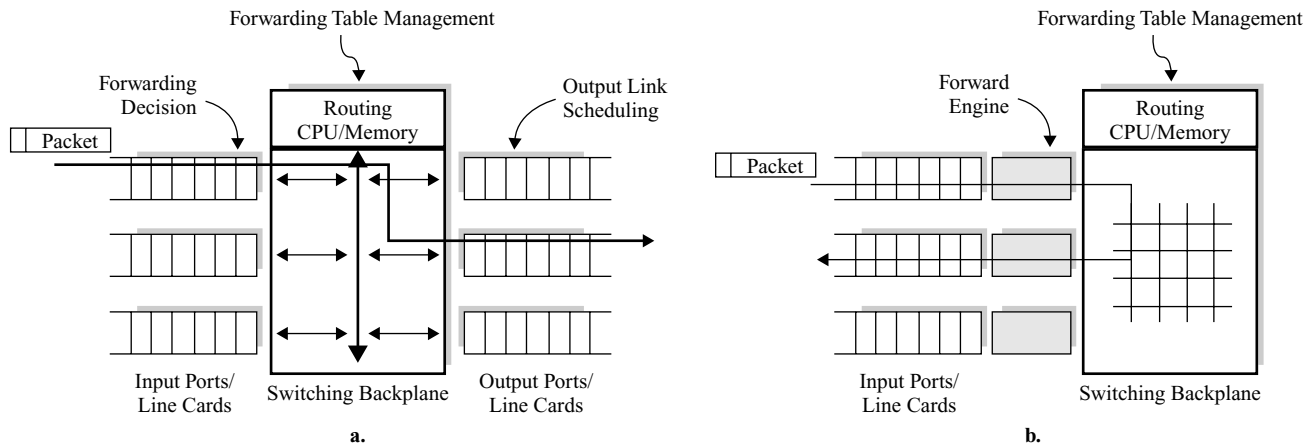 Forwarding Table Management
Forwarding
Decision
Output Link
Scheduling
Routing
CPU/Memory
Packet
Input Ports/
Line Cards
Switching Backplane
Output Ports/
Line Cards
a.
Forwarding Table Management
Forward
Engine
Routing
CPU/Memory
Packet
Input Ports/
Line Cards
Switching Backplane
b.